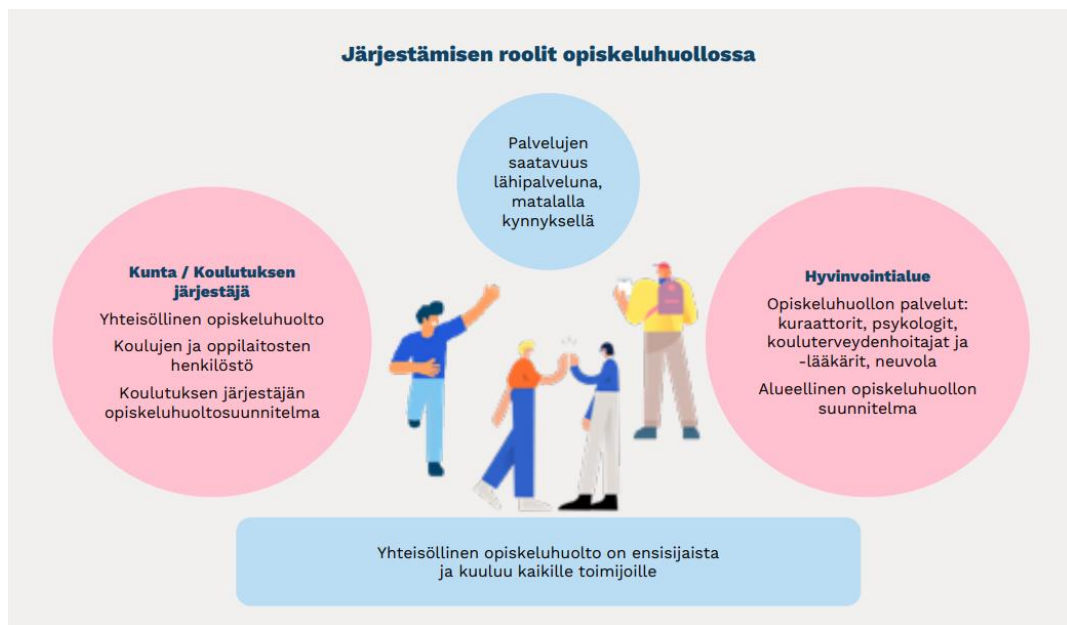 Järjestämisen roolit opiskeluhuollossa
Palvelujen
saatavuus
lähipalveluna,
matalalla
kynnyksellä
Kunta / Koulutuksen
järjestäjä
Yhteisöllinen opiskeluhuolto
Koulujen ja oppilaitosten
henkilöstö
Koulutuksen järjestäjän
opiskeluhuoltosuunnitelma
Hyvinvointialue
Opiskeluhuollon palvelut:
kuraattorit, psykologit,
kouluterveydenhoitajat ja
-lääkärit, neuvola
Alueellinen opiskeluhuollon
suunnitelma
Yhteisöllinen opiskeluhuolto on ensisijaista
ja kuuluu kaikille toimijoille